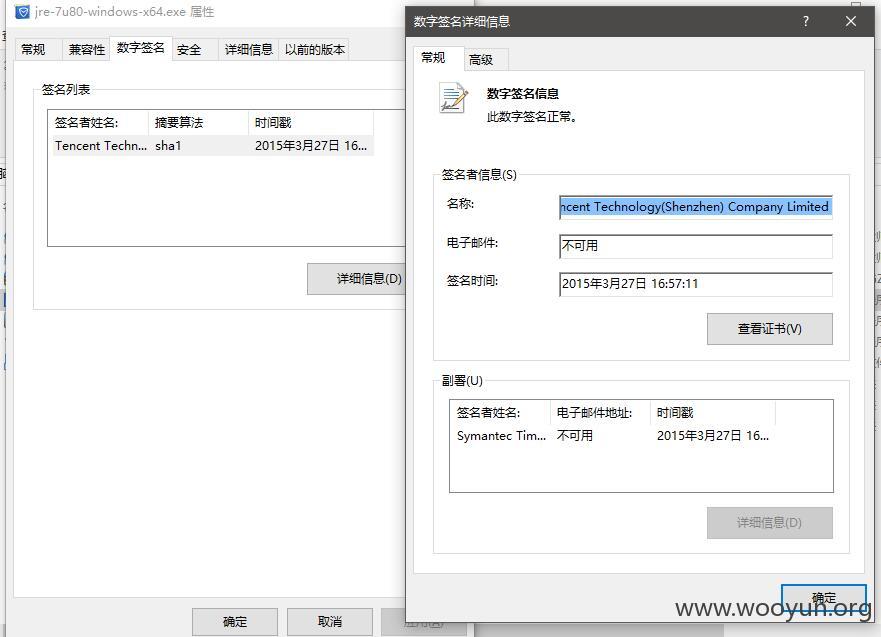 jre-7u80-windows-x64.exe 属性
常规 兼容性 数字签名 安全 详细信息 以前的版本
签名列表
签名者姓名: 摘要算法 时间戳
Tencent Techn... sha1 2015年3月27日 16...
详细信息(D)
确定 取消 应用(A)
数字签名详细信息 ?
常规 高级
数字签名信息
此数字签名正常。
签名者信息(S)
名称: ncent Technology(Shenzhen) Company Limited
电子邮件: 不可用
签名时间: 2015年3月27日 16:57:11
查看证书(V)
副署(U)
签名者姓名: 电子邮件地址: 时间戳
Symantec Tim... 不可用 2015年3月27日 16...
详细信息(D)
确定
www.wooyun.org